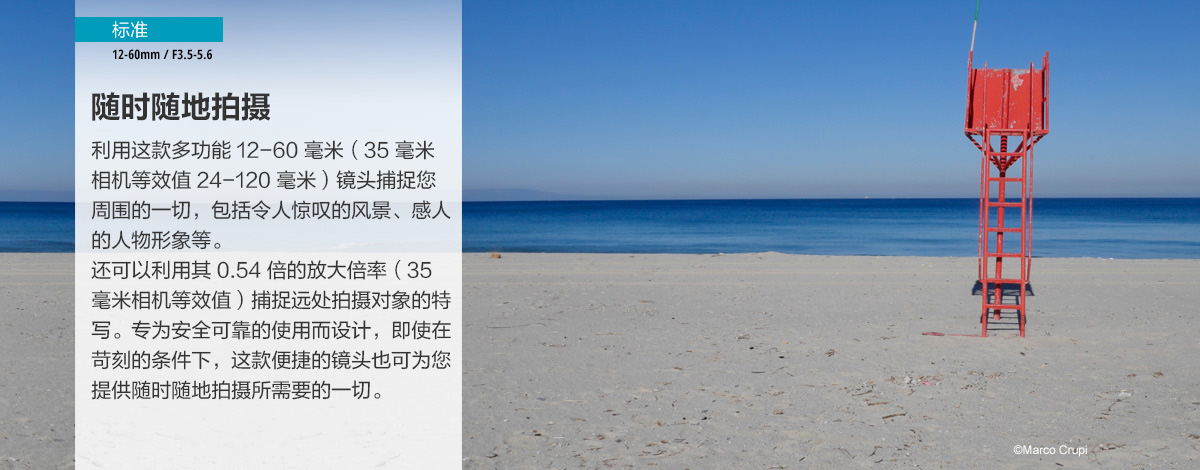 标准
12-60mm / F3.5-5.6
随时随地拍摄
利用这款多功能 12-60 毫米（35 毫米
相机等效值 24-120 毫米）镜头捕捉您
周围的一切，包括令人惊叹的风景、感人
的人物形象等。
还可以利用其 0.54 倍的放大倍率（35
毫米相机等效值）捕捉远处拍摄对象的特
写。专为安全可靠的使用而设计，即使在
苛刻的条件下，这款便捷的镜头也可为您
提供随时随地拍摄所需要的一切。
©Marco Crupi